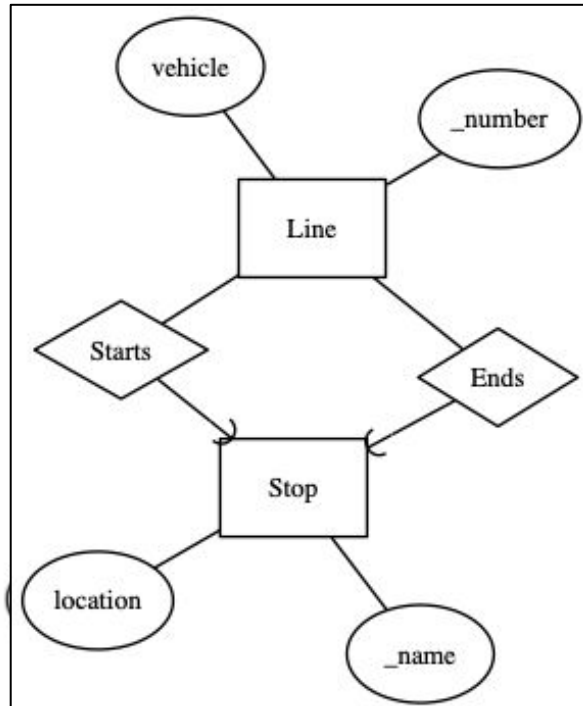 vehicle
_number
Line
Starts
Ends
Stop
location
_name